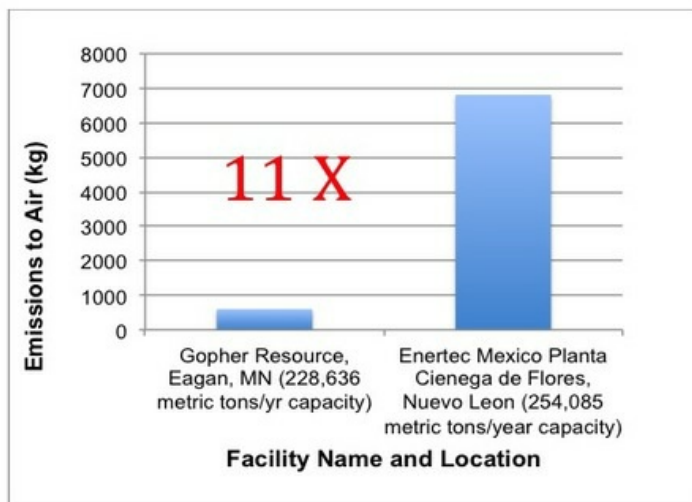 8000
7000
6000
5000
4000
3000
2000
1000
0
Emissions to Air (kg)
11 X
Gopher Resource,
Eagan, MN (228,636
metric tons/yr capacity)
Enertec Mexico Planta
Cienega de Flores,
Nuevo Leon (254,085
metric tons/year capacity)
Facility Name and Location